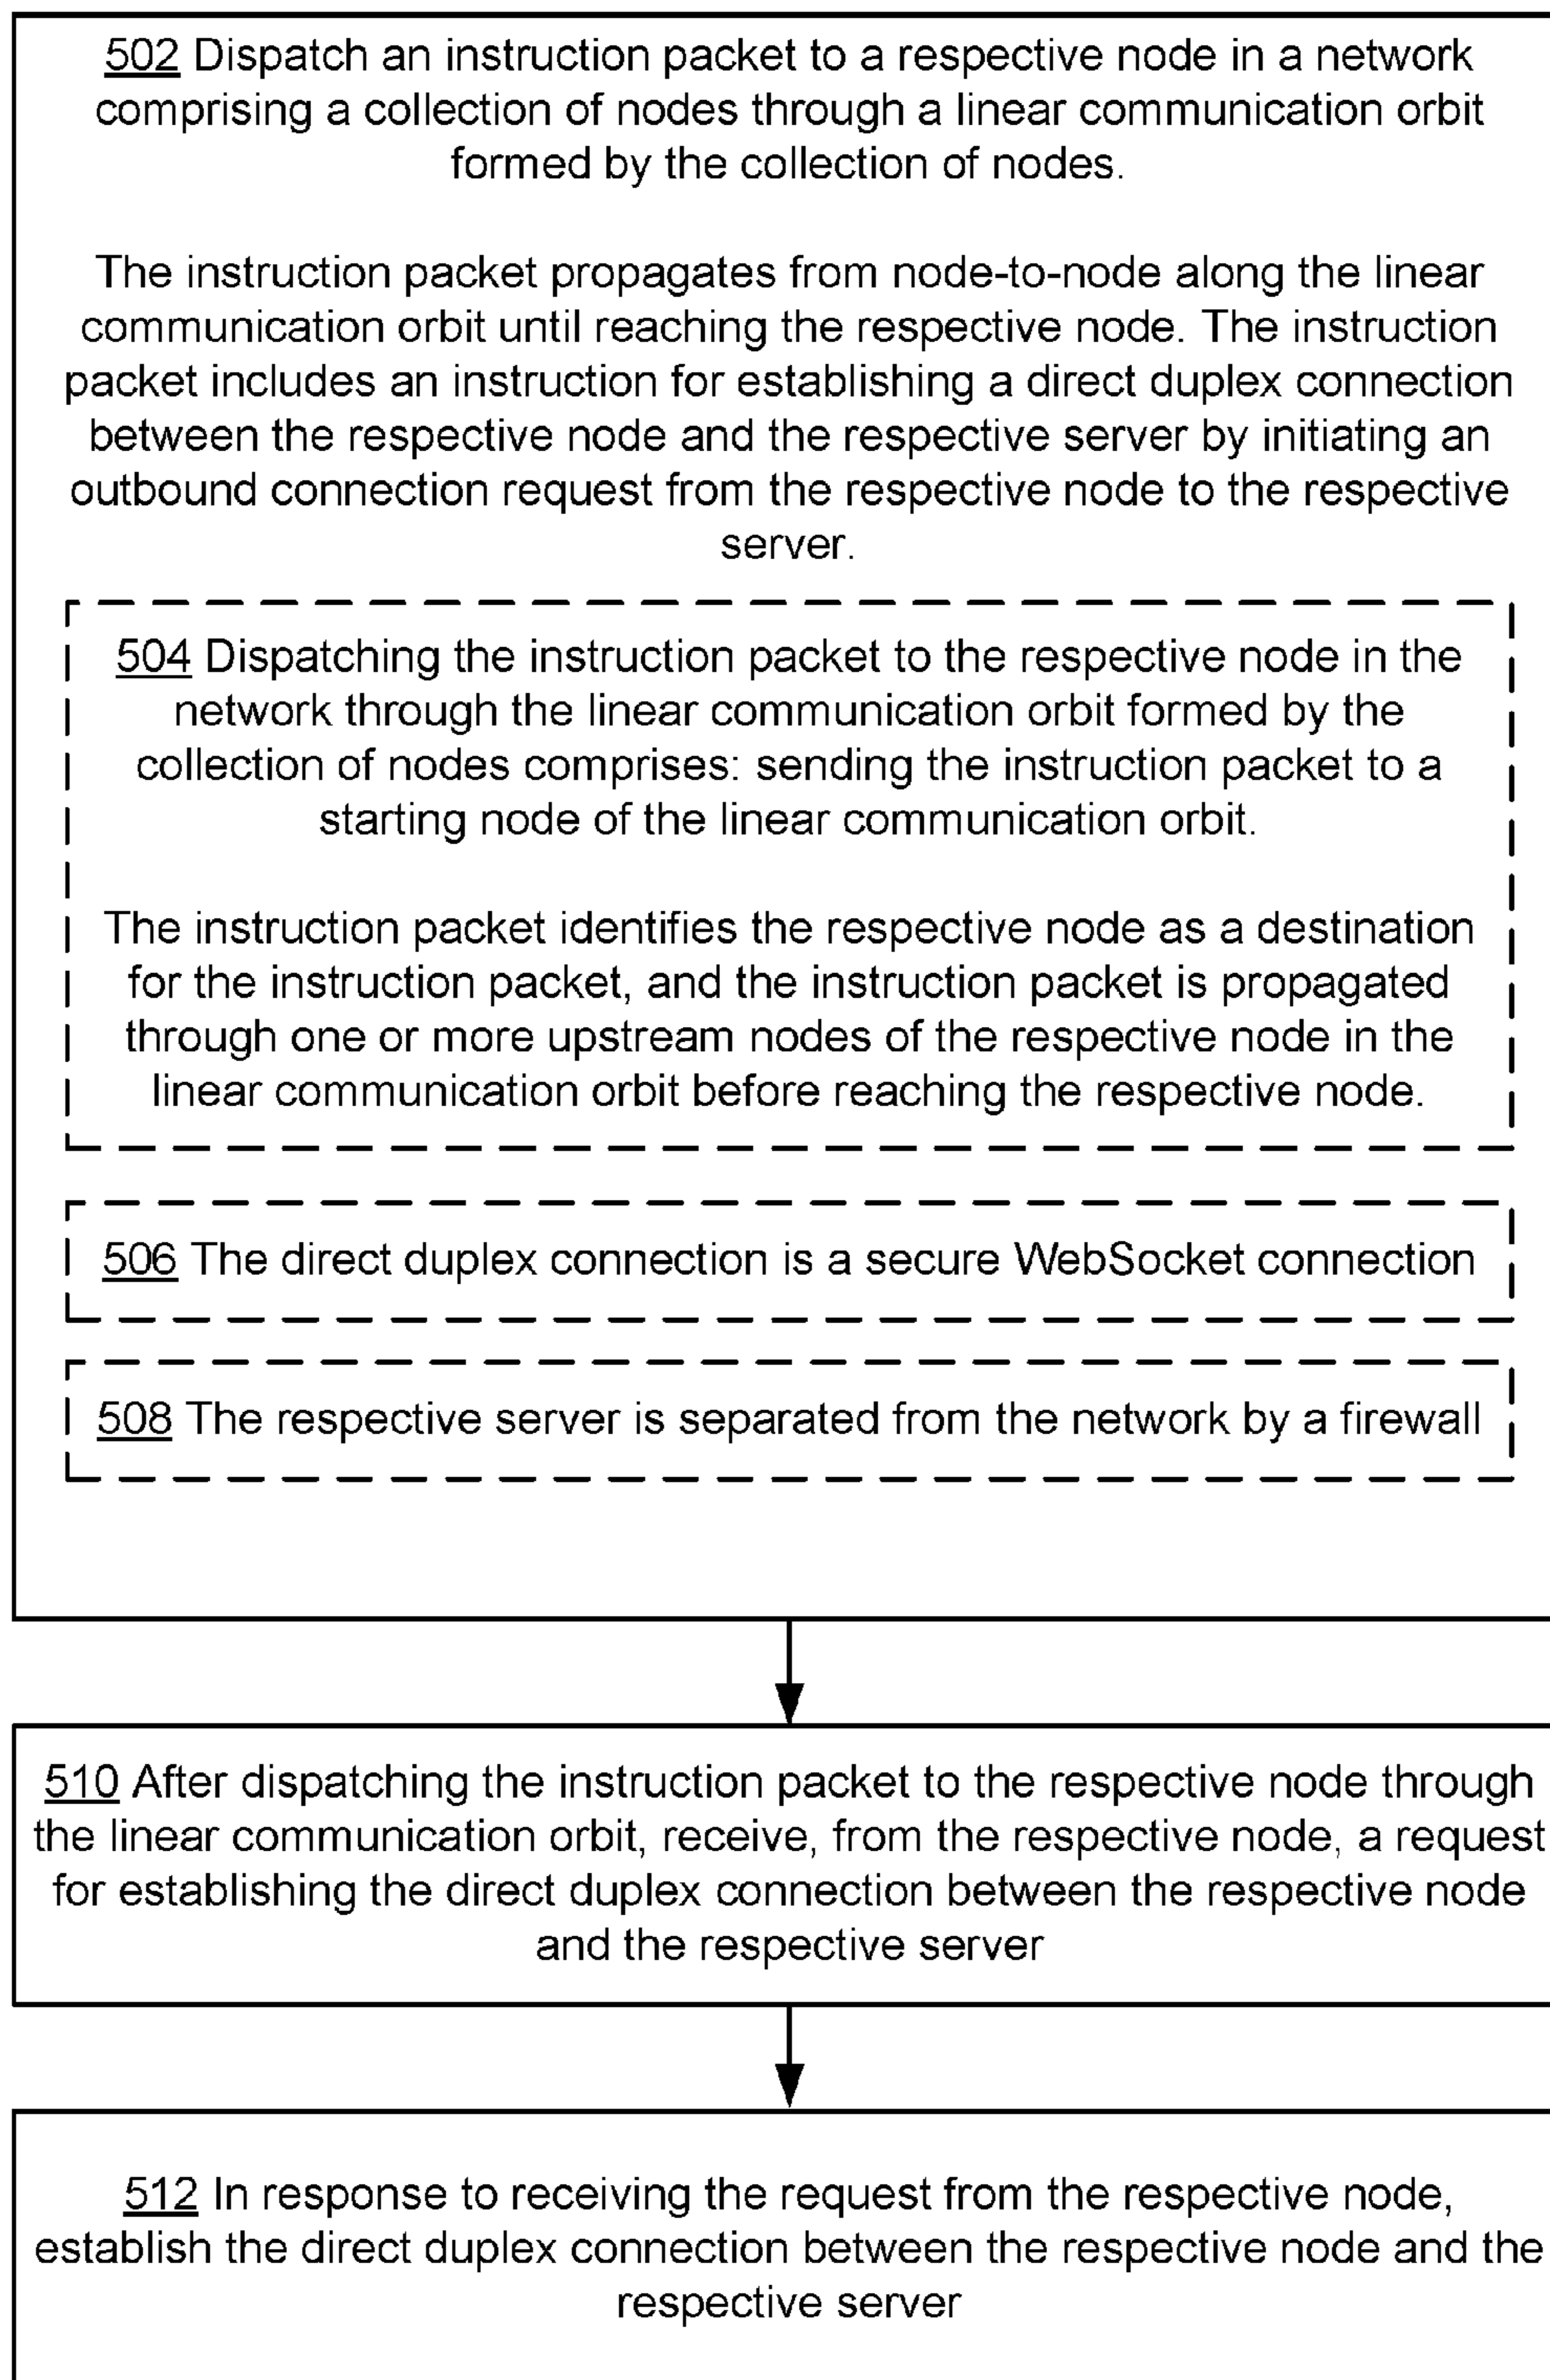 502 Dispatch an instruction packet to a respective node in a network
comprising a collection of nodes through a linear communication orbit
formed by the collection of nodes.
The instruction packet propagates from node-to-node along the linear
communication orbit until reaching the respective node. The instruction
packet includes an instruction for establishing a direct duplex connection
between the respective node and the respective server by initiating an
outbound connection request from the respective node to the respective
server.
504 Dispatching the instruction packet to the respective node in the
network through the linear communication orbit formed by the
collection of nodes comprises: sending the instruction packet to a
starting node of the linear communication orbit.
The instruction packet identifies the respective node as a destination
for the instruction packet, and the instruction packet is propagated
through one or more upstream nodes of the respective node in the
linear communication orbit before reaching the respective node.
506 The direct duplex connection is a secure WebSocket connection
508 The respective server is separated from the network by a firewall
510 After dispatching the instruction packet to the respective node through
the linear communication orbit, receive, from the respective node, a request
for establishing the direct duplex connection between the respective node
and the respective server
512 In response to receiving the request from the respective node,
establish the direct duplex connection between the respective node and the
respective server